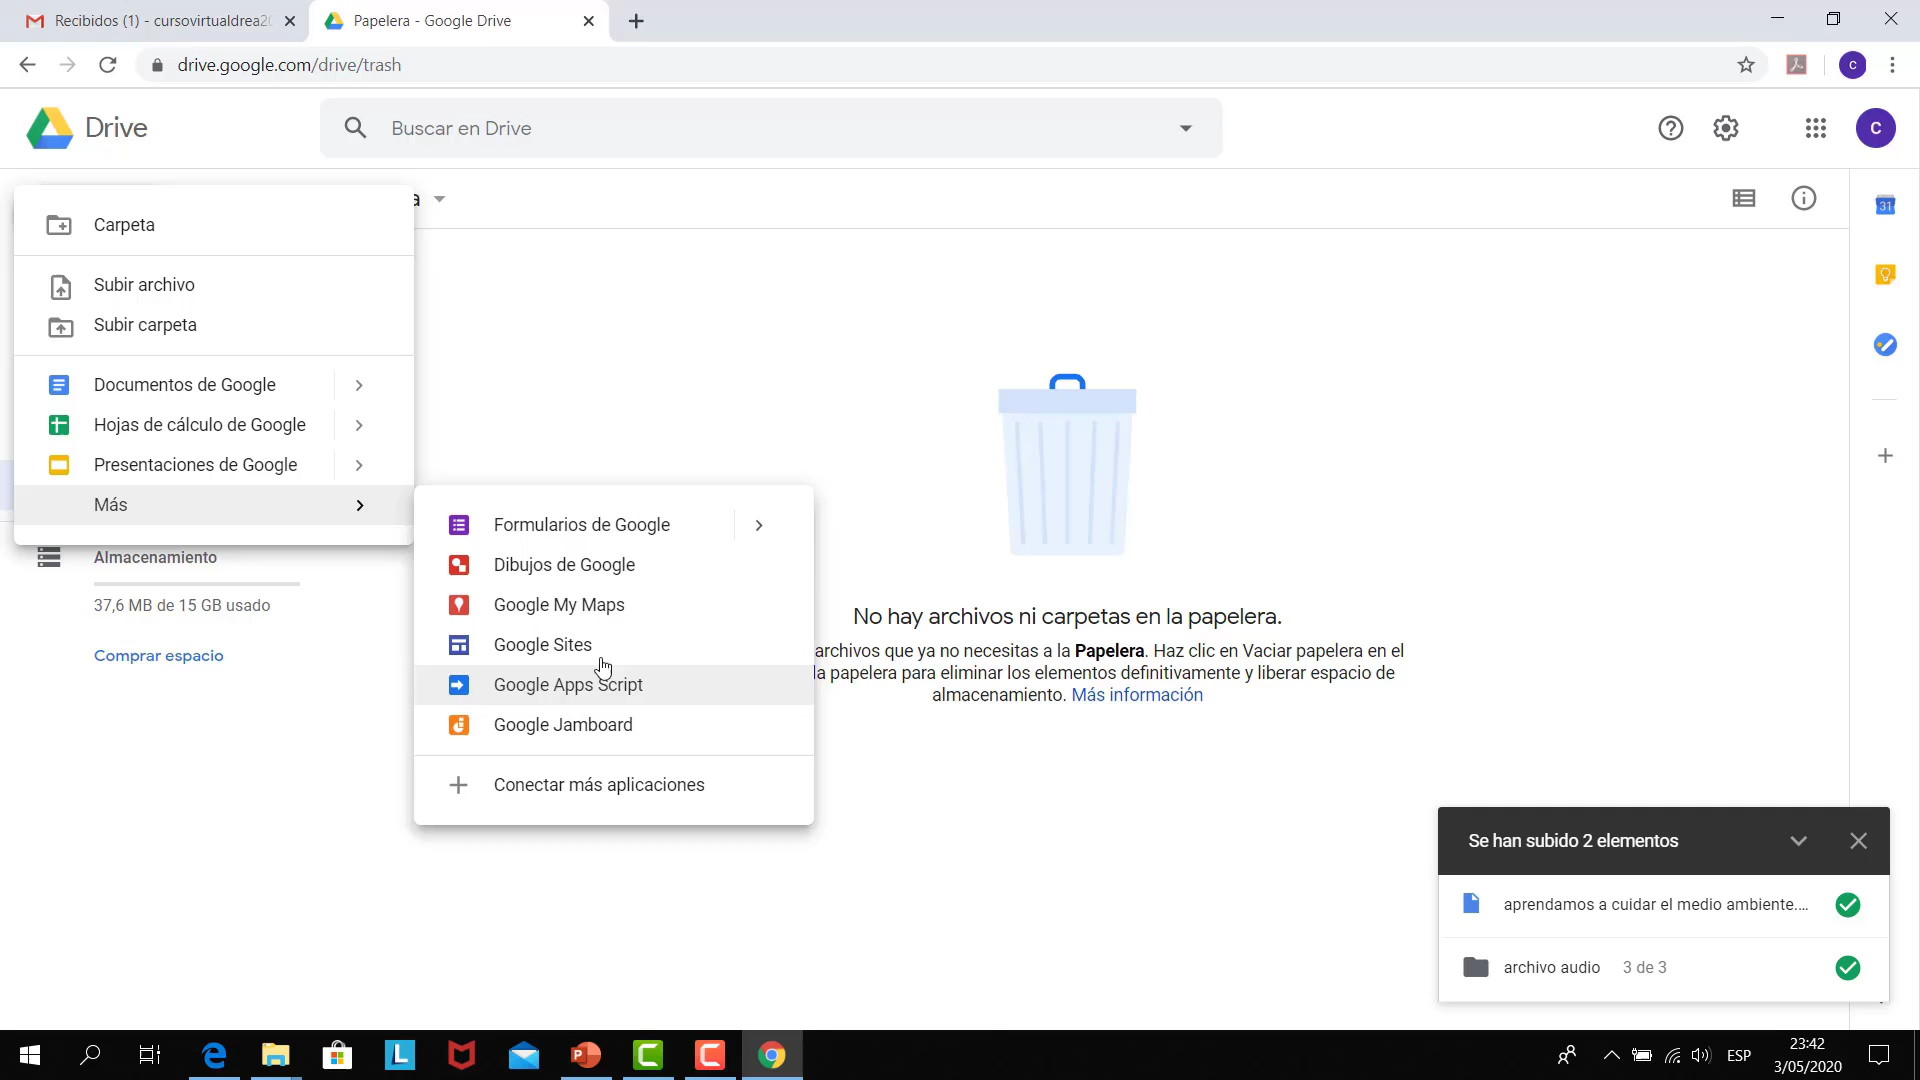 Recibidos (1) - cursovirtualdrea20
Papelera - Google Drive
drive.google.com/drive/trash
C
Drive
Buscar en Drive
C
a
Carpeta
Subir archivo
Subir carpeta
Documentos de Google
Hojas de cálculo de Google
Presentaciones de Google
Más
Almacenamiento
37,6 MB de 15 GB usado
Comprar espacio
Formularios de Google
Dibujos de Google
Google My Maps
Google Sites
Google Apps Script
Google Jamboard
Conectar más aplicaciones
31
No hay archivos ni carpetas en la papelera.
archivos que ya no necesitas a la Papelera. Haz clic en Vaciar papelera en el
la papelera para eliminar los elementos definitivamente y liberar espacio de
almacenamiento. Más información
Se han subido 2 elementos
aprendamos a cuidar el medio ambiente....
archivo audio 3 de 3
ESP
23:42
3/05/2020